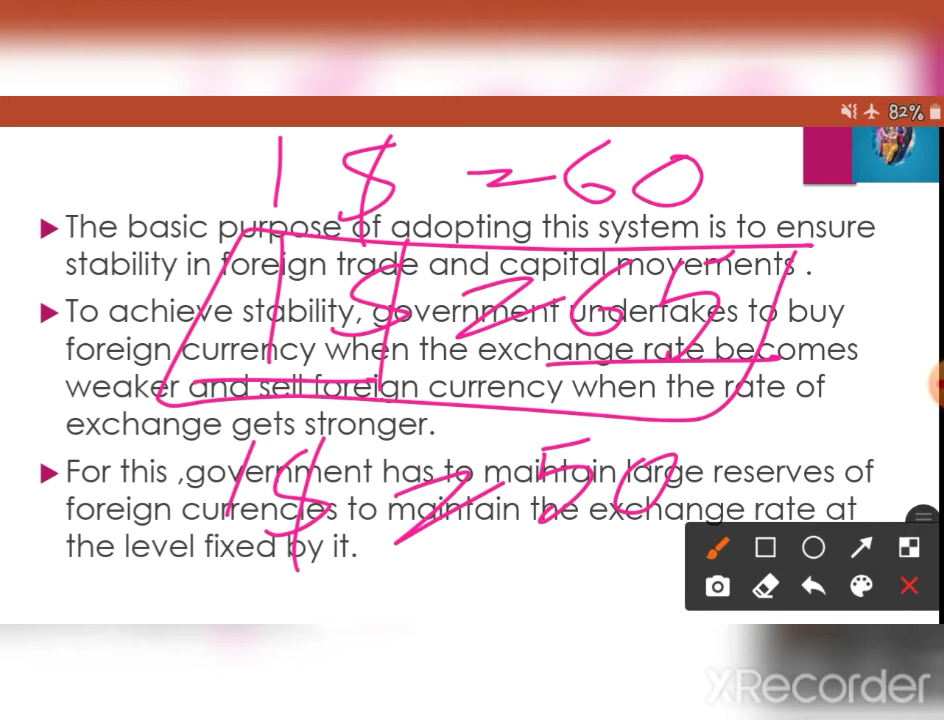 82%
1 $ = 60
The basic purpose of adopting this system is to ensure
stability in foreign trade and capital movements .
1 $ = 65
To achieve stability, government undertakes to buy
foreign currency when the exchange rate becomes
weaker and sell foreign currency when the rate of
exchange gets stronger.
1 $ = 50
For this ,government has to maintain large reserves of
foreign currencies to maintain the exchange rate at
the level fixed by it.
XRecorder